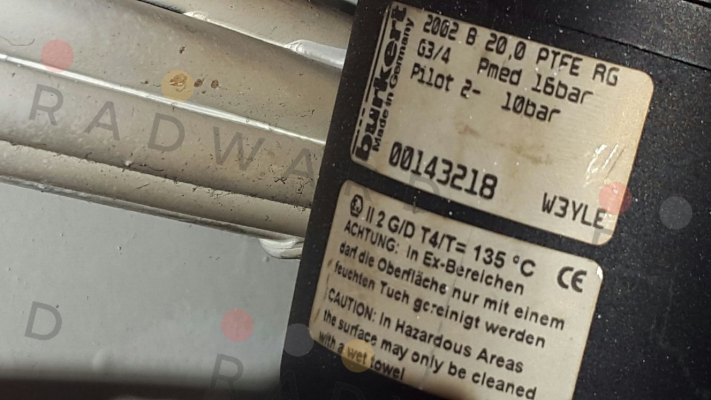 bürkert
Made in Germany
2002 B 20,0 PTFE RG
G3/4 Pmed 16bar
Pilot 2- 10bar
00143218 W3YLE
II 2 G/D T4/T= 135 °C
CE
ACHTUNG: In Ex-Bereichen
darf die Oberfläche nur mit einem
feuchten Tuch gereinigt werden
CAUTION: In Hazardous Areas
the surface may only be cleaned
with a wet towel
RADWARD
D
R